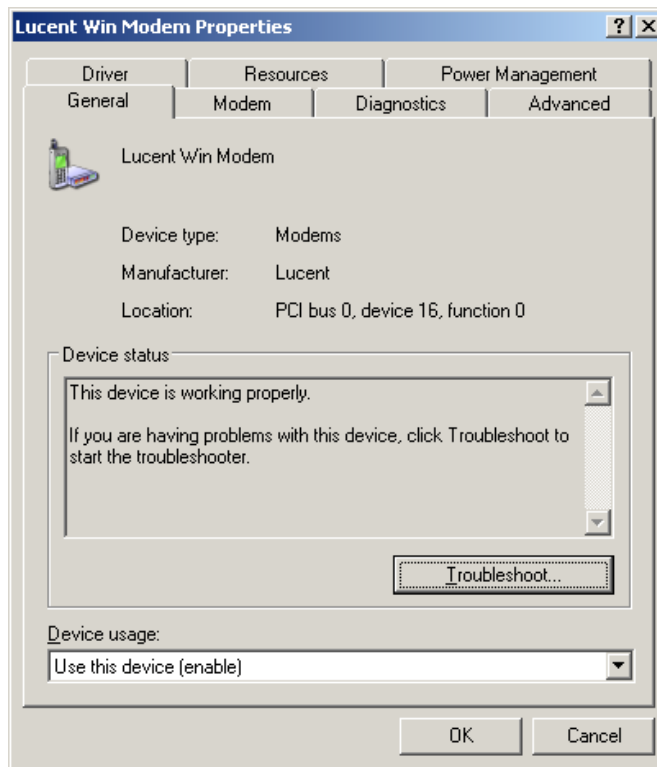 Lucent Win Modem Properties
Driver
Resources
Power Management
General
Modem
Diagnostics
Advanced
Lucent Win Modem
Device type: Modems
Manufacturer: Lucent
Location: PCI bus 0, device 16, function 0
Device status
This device is working properly.
If you are having problems with this device, click Troubleshoot to
start the troubleshooter.
Troubleshoot...
Device usage:
Use this device (enable)
OK
Cancel